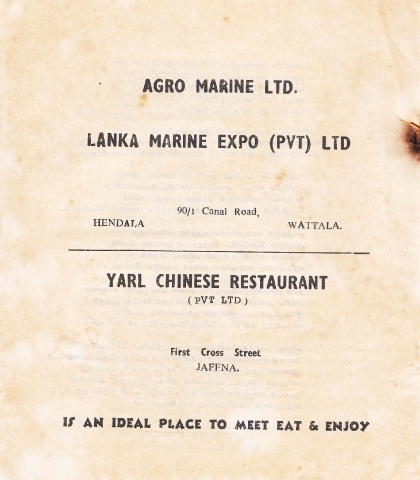 AGRO MARINE LTD.
LANKA MARINE EXPO (PVT) LTD
90/1 Canal Road,
HENDALA WATTALA.
YARL CHINESE RESTAURANT
(PVT LTD)
First Cross Street
JAFFNA.
IS AN IDEAL PLACE TO MEET EAT & ENJOY